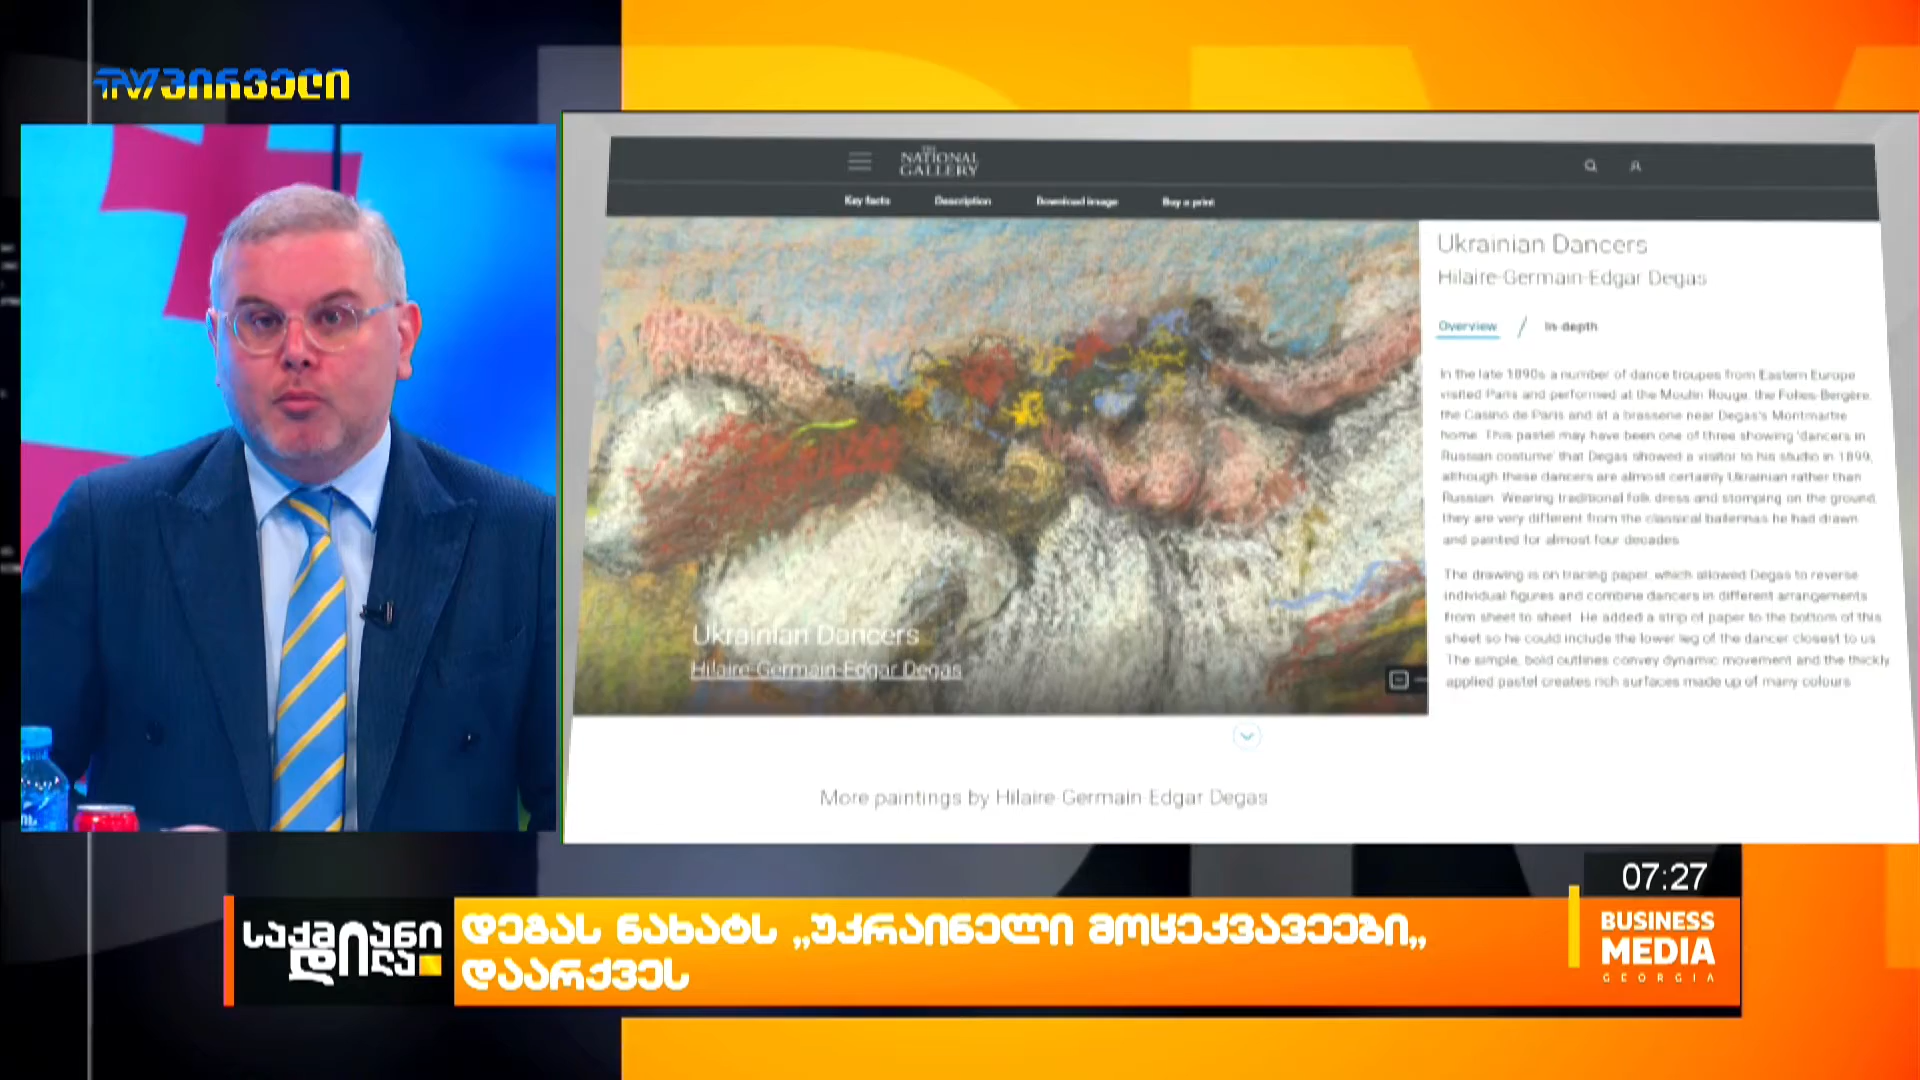 TV პირველი
THE
NATIONAL
GALLERY
Key facts Description Download image Buy a print
Ukrainian Dancers
Hilaire-Germain-Edgar Degas
Overview / In depth
In the late 1890s a number of dance troupes from Eastern Europe
visited Paris and performed at the Moulin Rouge, the Folies-Bergère,
the Casino de Paris and at a brasserie near Degas's Montmartre
home. This pastel may have been one of three showing 'dancers in
Russian costume' that Degas showed a visitor to his studio in 1899,
although these dancers are almost certainly Ukrainian rather than
Russian. Wearing traditional folk dress and stomping on the ground,
they are very different from the classical ballerinas he had drawn
and painted for almost four decades.
The drawing is on tracing paper, which allowed Degas to reverse
individual figures and combine dancers in different arrangements
from sheet to sheet. He added a strip of paper to the bottom of this
sheet so he could include the lower leg of the dancer closest to us.
The simple, bold outlines convey dynamic movement and the thickly
applied pastel creates rich surfaces made up of many colours.
Ukrainian Dancers
Hilaire-Germain-Edgar Degas
More paintings by Hilaire-Germain-Edgar Degas
07:27
საქმიანი
დილა
დეგას ნახატს „უკრაინელი მოცეკვავეები„
დაარქვეს
BUSINESS
MEDIA
GEORGIA